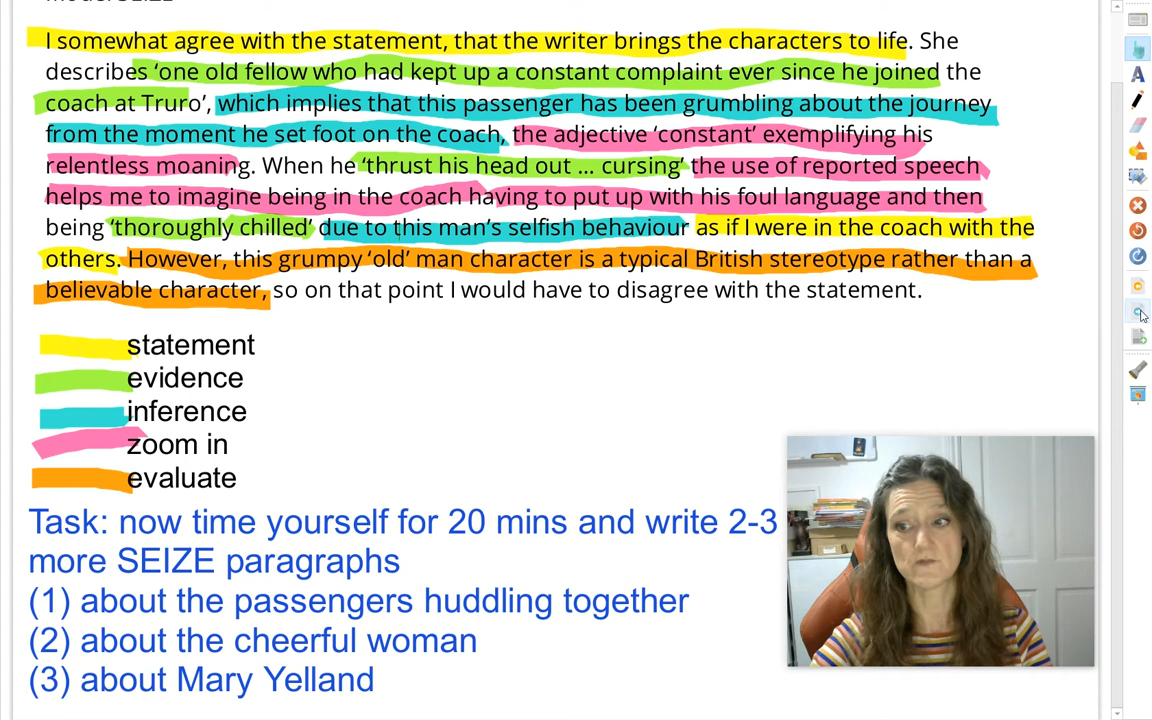 I somewhat agree with the statement, that the writer brings the characters to life. She
describes ‘one old fellow who had kept up a constant complaint ever since he joined the
coach at Truro’, which implies that this passenger has been grumbling about the journey
from the moment he set foot on the coach, the adjective ‘constant’ exemplifying his
relentless moaning. When he ‘thrust his head out ... cursing’ the use of reported speech
helps me to imagine being in the coach having to put up with his foul language and then
being ‘thoroughly chilled’ due to this man’s selfish behaviour as if I were in the coach with the
others. However, this grumpy ‘old’ man character is a typical British stereotype rather than a
believable character, so on that point I would have to disagree with the statement.
statement
evidence
inference
zoom in
evaluate
Task: now time yourself for 20 mins and write 2-3
more SEIZE paragraphs
(1) about the passengers huddling together
(2) about the cheerful woman
(3) about Mary Yelland